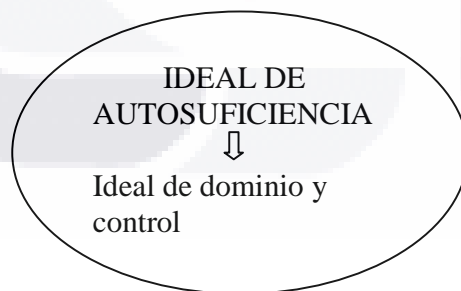 IDEAL DE
AUTOSUFICIENCIA
⇩
Ideal de dominio y
control